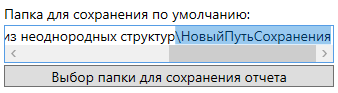 Папка для сохранения по умолчанию:
из неоднородных структур\НовыйПутьСохранения
Выбор папки для сохранения отчета